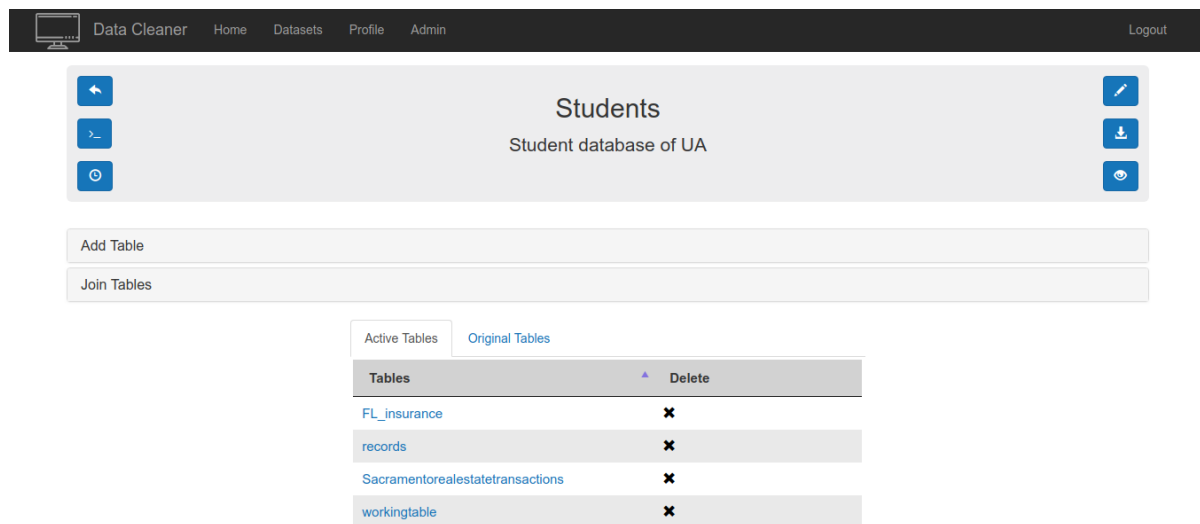 Data Cleaner Home Datasets Profile Admin Logout
Students
>_
Student database of UA
Add Table
Join Tables
Active Tables Original Tables
Tables Delete
FL_insurance
records
Sacramentorealestatetransactions
workingtable